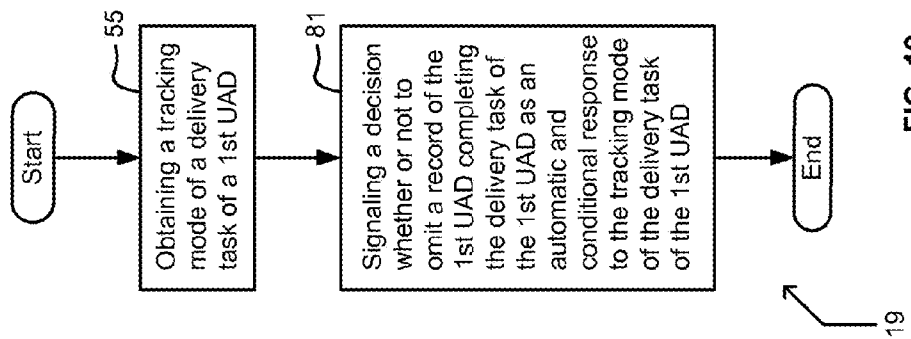 Start
55
Obtaining a tracking
mode of a delivery
task of a 1st UAD
81
Signaling a decision
whether or not to
omit a record of the
1st UAD completing
the delivery task of
the 1st UAD as an
automatic and
conditional response
to the tracking mode
of the delivery task
of the 1st UAD
End
19